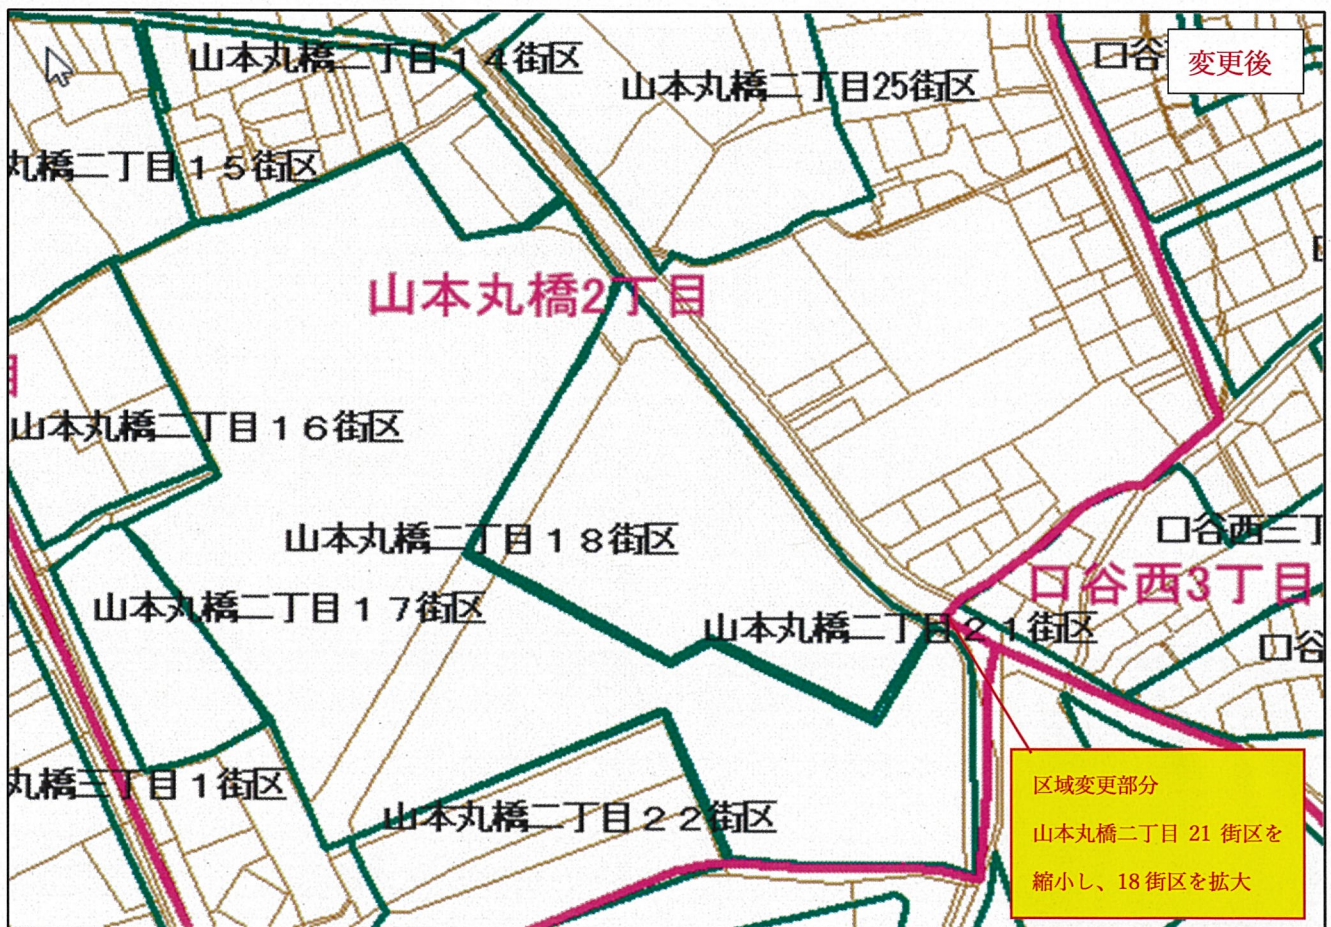 山本丸橋二丁目14街区
山本丸橋二丁目25街区
口谷
変更後
丸橋二丁目15街区
山本丸橋2丁目
目
山本丸橋二丁目16街区
山本丸橋二丁目18街区
口谷西三丁
口谷西3丁目
山本丸橋二丁目17街区
山本丸橋二丁目21街区
口谷
丸橋三丁目1街区
山本丸橋二丁目22街区
区域変更部分
山本丸橋二丁目 21 街区を
縮小し、18街区を拡大